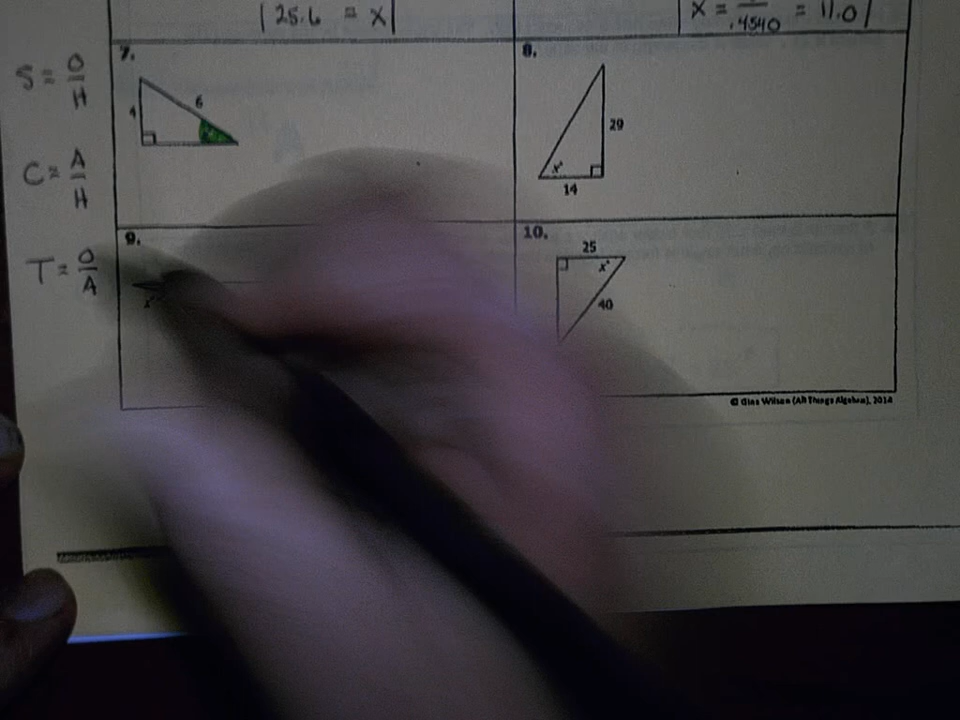 | 25.6 = x |
x = / .4540 = 11.0 |
S = O/H
C = A/H
T = O/A
7.
4
6
8.
29
x°
14
9.
x°
10.
25
x°
40
© Gina Wilson (All Things Algebra), 2014